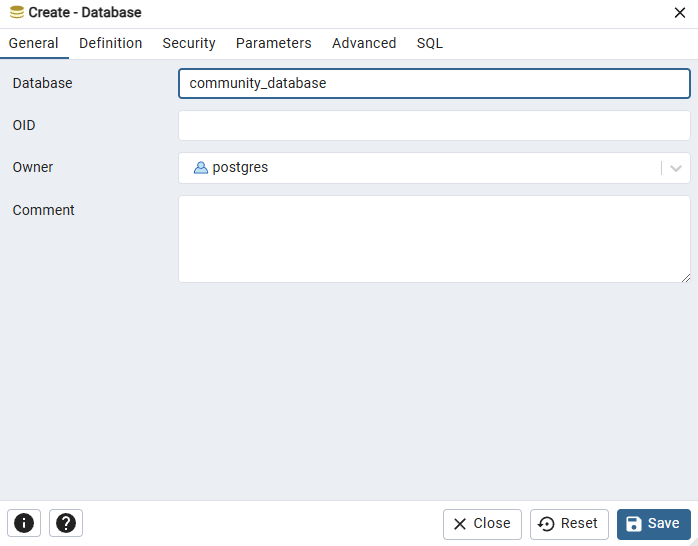 Create - Database
General Definition Security Parameters Advanced SQL
Database community_database
OID
Owner postgres
Comment
Close Reset Save